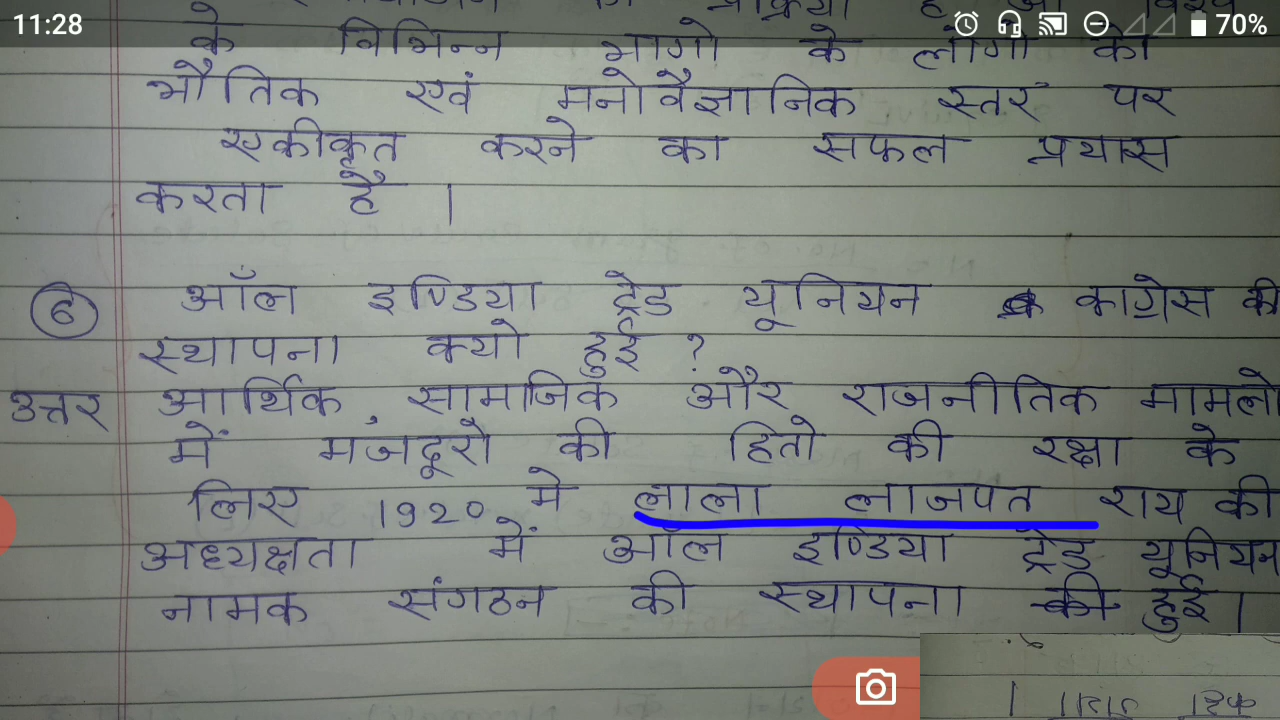 11:28 70%
के विभिन्न भागो के लोगो को
भौतिक एवं मनोवैज्ञानिक स्तर पर
एकीकृत करने का सफल प्रयास
करता है ।
6 ऑल इण्डिया ट्रेड यूनियन कांग्रेस की
स्थापना क्यो हुई ?
उत्तर आर्थिक, सामजिक और राजनीतिक मामलो
में मजदूरो की हितो की रक्षा के
लिए 1920 मे लाला लाजपत राय की
अध्यक्षता में ऑल इण्डिया ट्रेड यूनियन
नामक संगठन की स्थापना की हुई ।